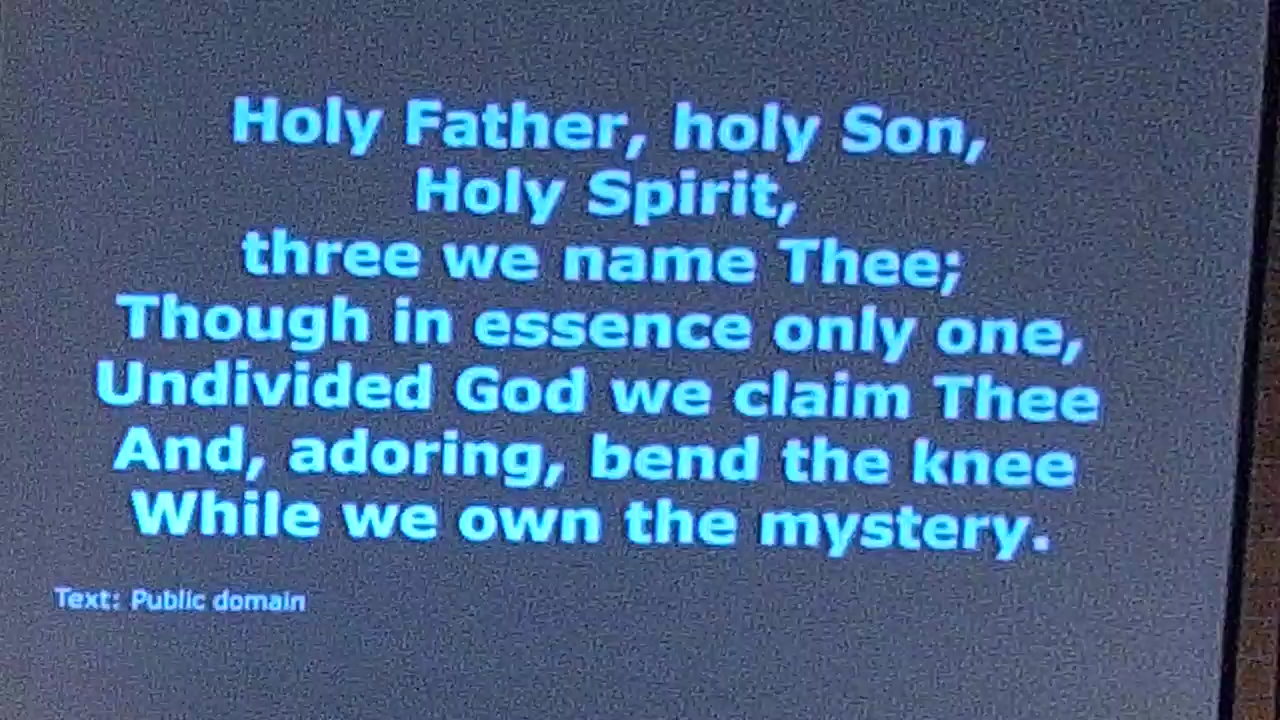 Holy Father, holy Son,
Holy Spirit,
three we name Thee;
Though in essence only one,
Undivided God we claim Thee
And, adoring, bend the knee
While we own the mystery.
Text: Public domain